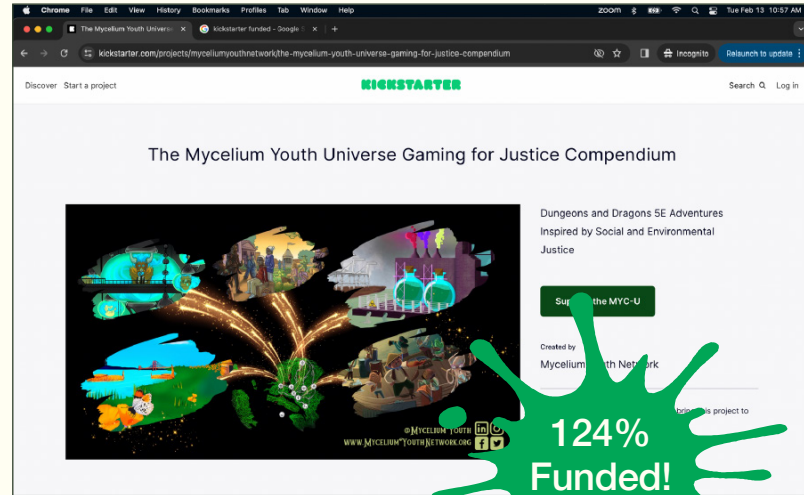 Chrome File Edit View History Bookmarks Profiles Tab Window Help
zoom
Tue Feb 13 10:57 AM
The Mycelium Youth Universe
kickstarter funded - Google S
kickstarter.com/projects/myceliumyouthnetwork/the-mycelium-youth-universe-gaming-for-justice-compendium
Incognito
Relaunch to update
Discover Start a project
KICKSTARTER
Search
Log in
The Mycelium Youth Universe Gaming for Justice Compendium
Dungeons and Dragons 5E Adventures
Inspired by Social and Environmental
Justice
the MYC-U
Created by
Mycelium Network
@Mycelium Youth
www.MyceliumYouthNetwork.org
project to
124%
Funded!